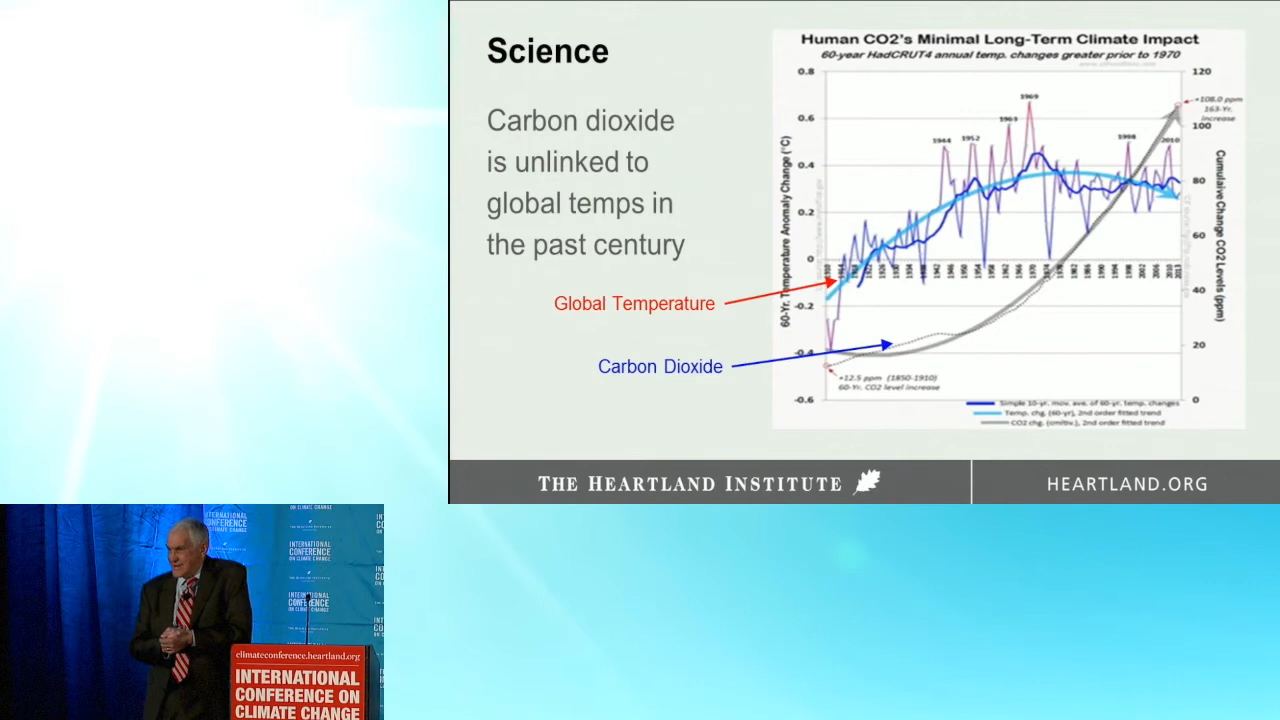 Science
Carbon dioxide
is unlinked to
global temps in
the past century
Global Temperature
Carbon Dioxide
Human CO2's Minimal Long-Term Climate Impact
60-year HadCRUT4 annual temp. changes greater prior to 1970
0.8
0.6
0.4
0.2
0
-0.2
-0.4
-0.6
60-Yr. Temperature Anomaly Change (°C)
120
100
80
60
40
20
0
Cumulaive Change CO2 Levels (ppm)
1944
1952
1963
1969
1998
2010
+108.0 ppm
163-Yr.
increase
+12.5 ppm (1850-1910)
60-Yr. CO2 level increase
Simple 10-yr. mov. ave. of 60-yr. temp. changes
Temp. chg. (60-yr), 2nd order fitted trend
CO2 chg. (cmltiv.), 2nd order fitted trend
THE HEARTLAND INSTITUTE
HEARTLAND.ORG
INTERNATIONAL
CONFERENCE
ON CLIMATE CHANGE
climateconference.heartland.org
INTERNATIONAL
CONFERENCE ON
CLIMATE CHANGE